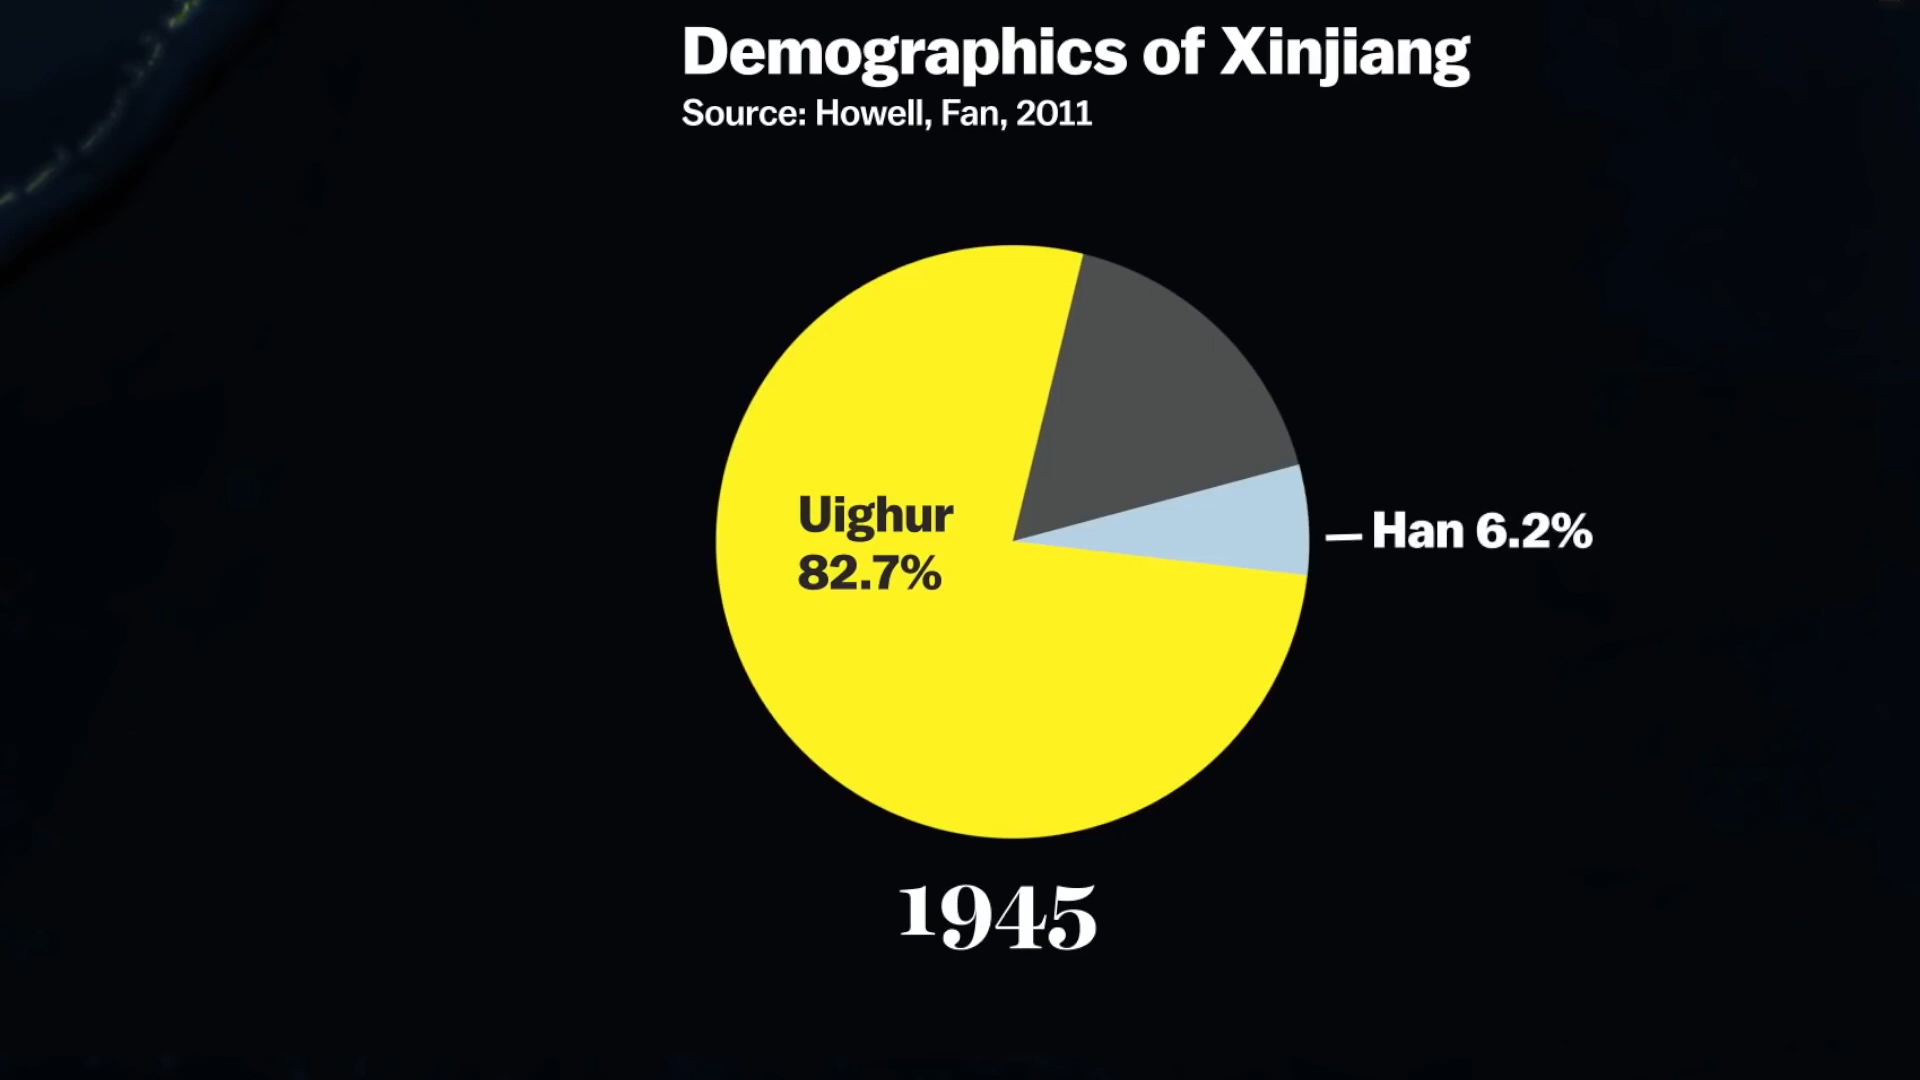 Demographics of Xinjiang
Source: Howell, Fan, 2011
Uighur
82.7%
Han 6.2%
1945